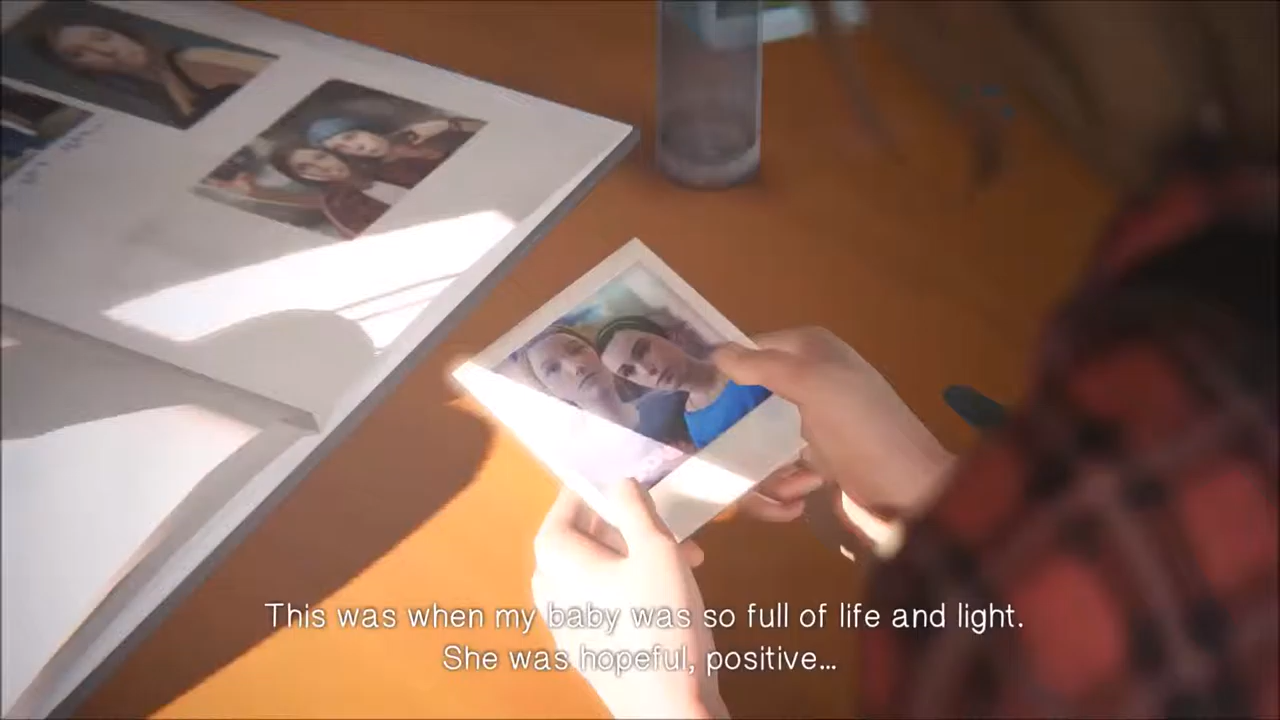 This was when my baby was so full of life and light.
She was hopeful, positive...